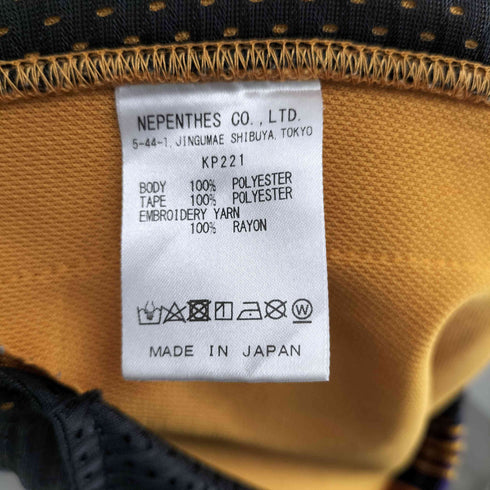 NEPENTHES CO., LTD.
5-44-1, JINGUMAE SHIBUYA, TOKYO
KP221
BODY 100% POLYESTER
TAPE 100% POLYESTER
EMBROIDERY YARN
100% RAYON
W
MADE IN JAPAN